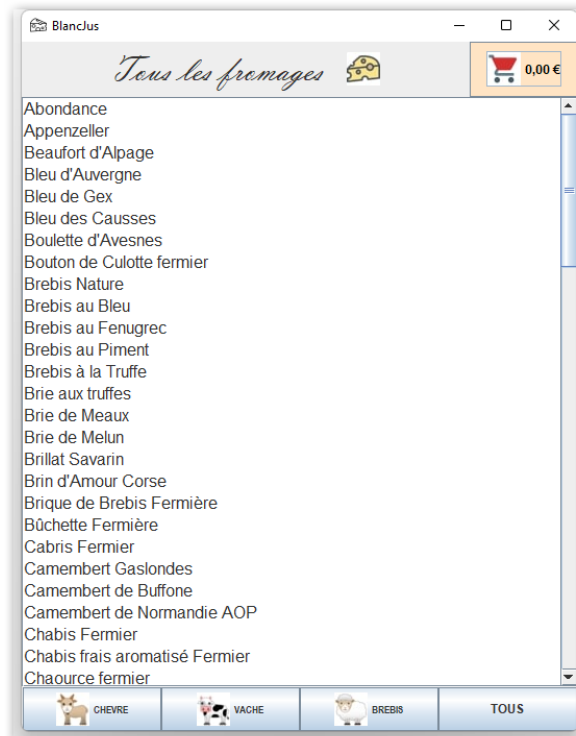 BlancJus
Tous les fromages
0,00 €
Abondance
Appenzeller
Beaufort d'Alpage
Bleu d'Auvergne
Bleu de Gex
Bleu des Causses
Boulette d'Avesnes
Bouton de Culotte fermier
Brebis Nature
Brebis au Bleu
Brebis au Fenugrec
Brebis au Piment
Brebis à la Truffe
Brie aux truffes
Brie de Meaux
Brie de Melun
Brillat Savarin
Brin d'Amour Corse
Brique de Brebis Fermière
Bûchette Fermière
Cabris Fermier
Camembert Gaslondes
Camembert de Buffone
Camembert de Normandie AOP
Chabis Fermier
Chabis frais aromatisé Fermier
Chaource fermier
CHEVRE VACHE BREBIS TOUS